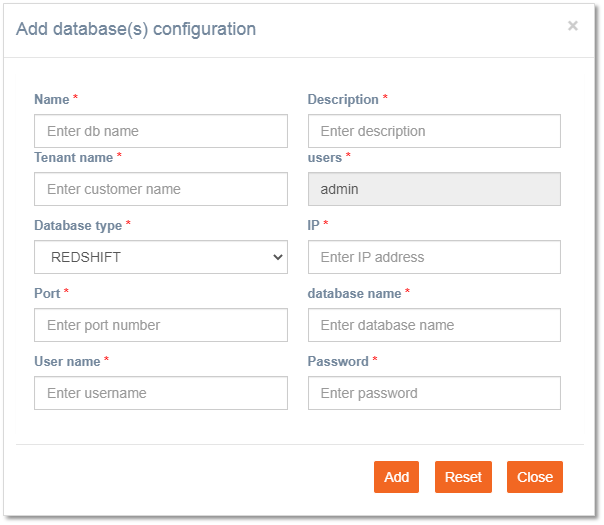 Add database(s) configuration ×
Name * Description *
Enter db name Enter description
Tenant name * users *
Enter customer name admin
Database type * IP *
REDSHIFT Enter IP address
Port * database name *
Enter port number Enter database name
User name * Password *
Enter username Enter password
Add Reset Close